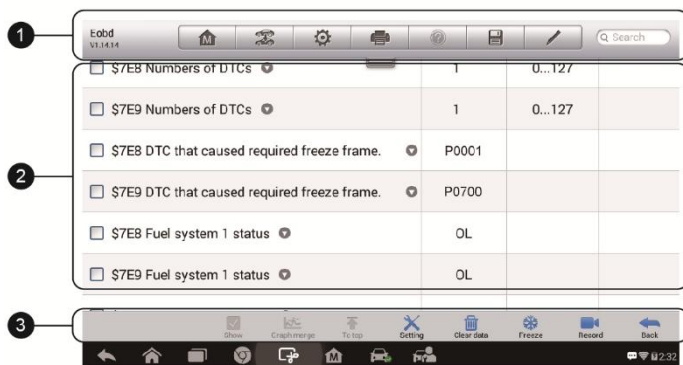 1
Eobd
V1.14.14
Search
2
$7E8 Numbers of DTCs 1 0...127
$7E9 Numbers of DTCs 1 0...127
$7E8 DTC that caused required freeze frame. P0001
$7E9 DTC that caused required freeze frame. P0700
$7E8 Fuel system 1 status OL
$7E9 Fuel system 1 status OL
3
Show Graph merge To top Setting Clear data Freeze Record Back
2:32